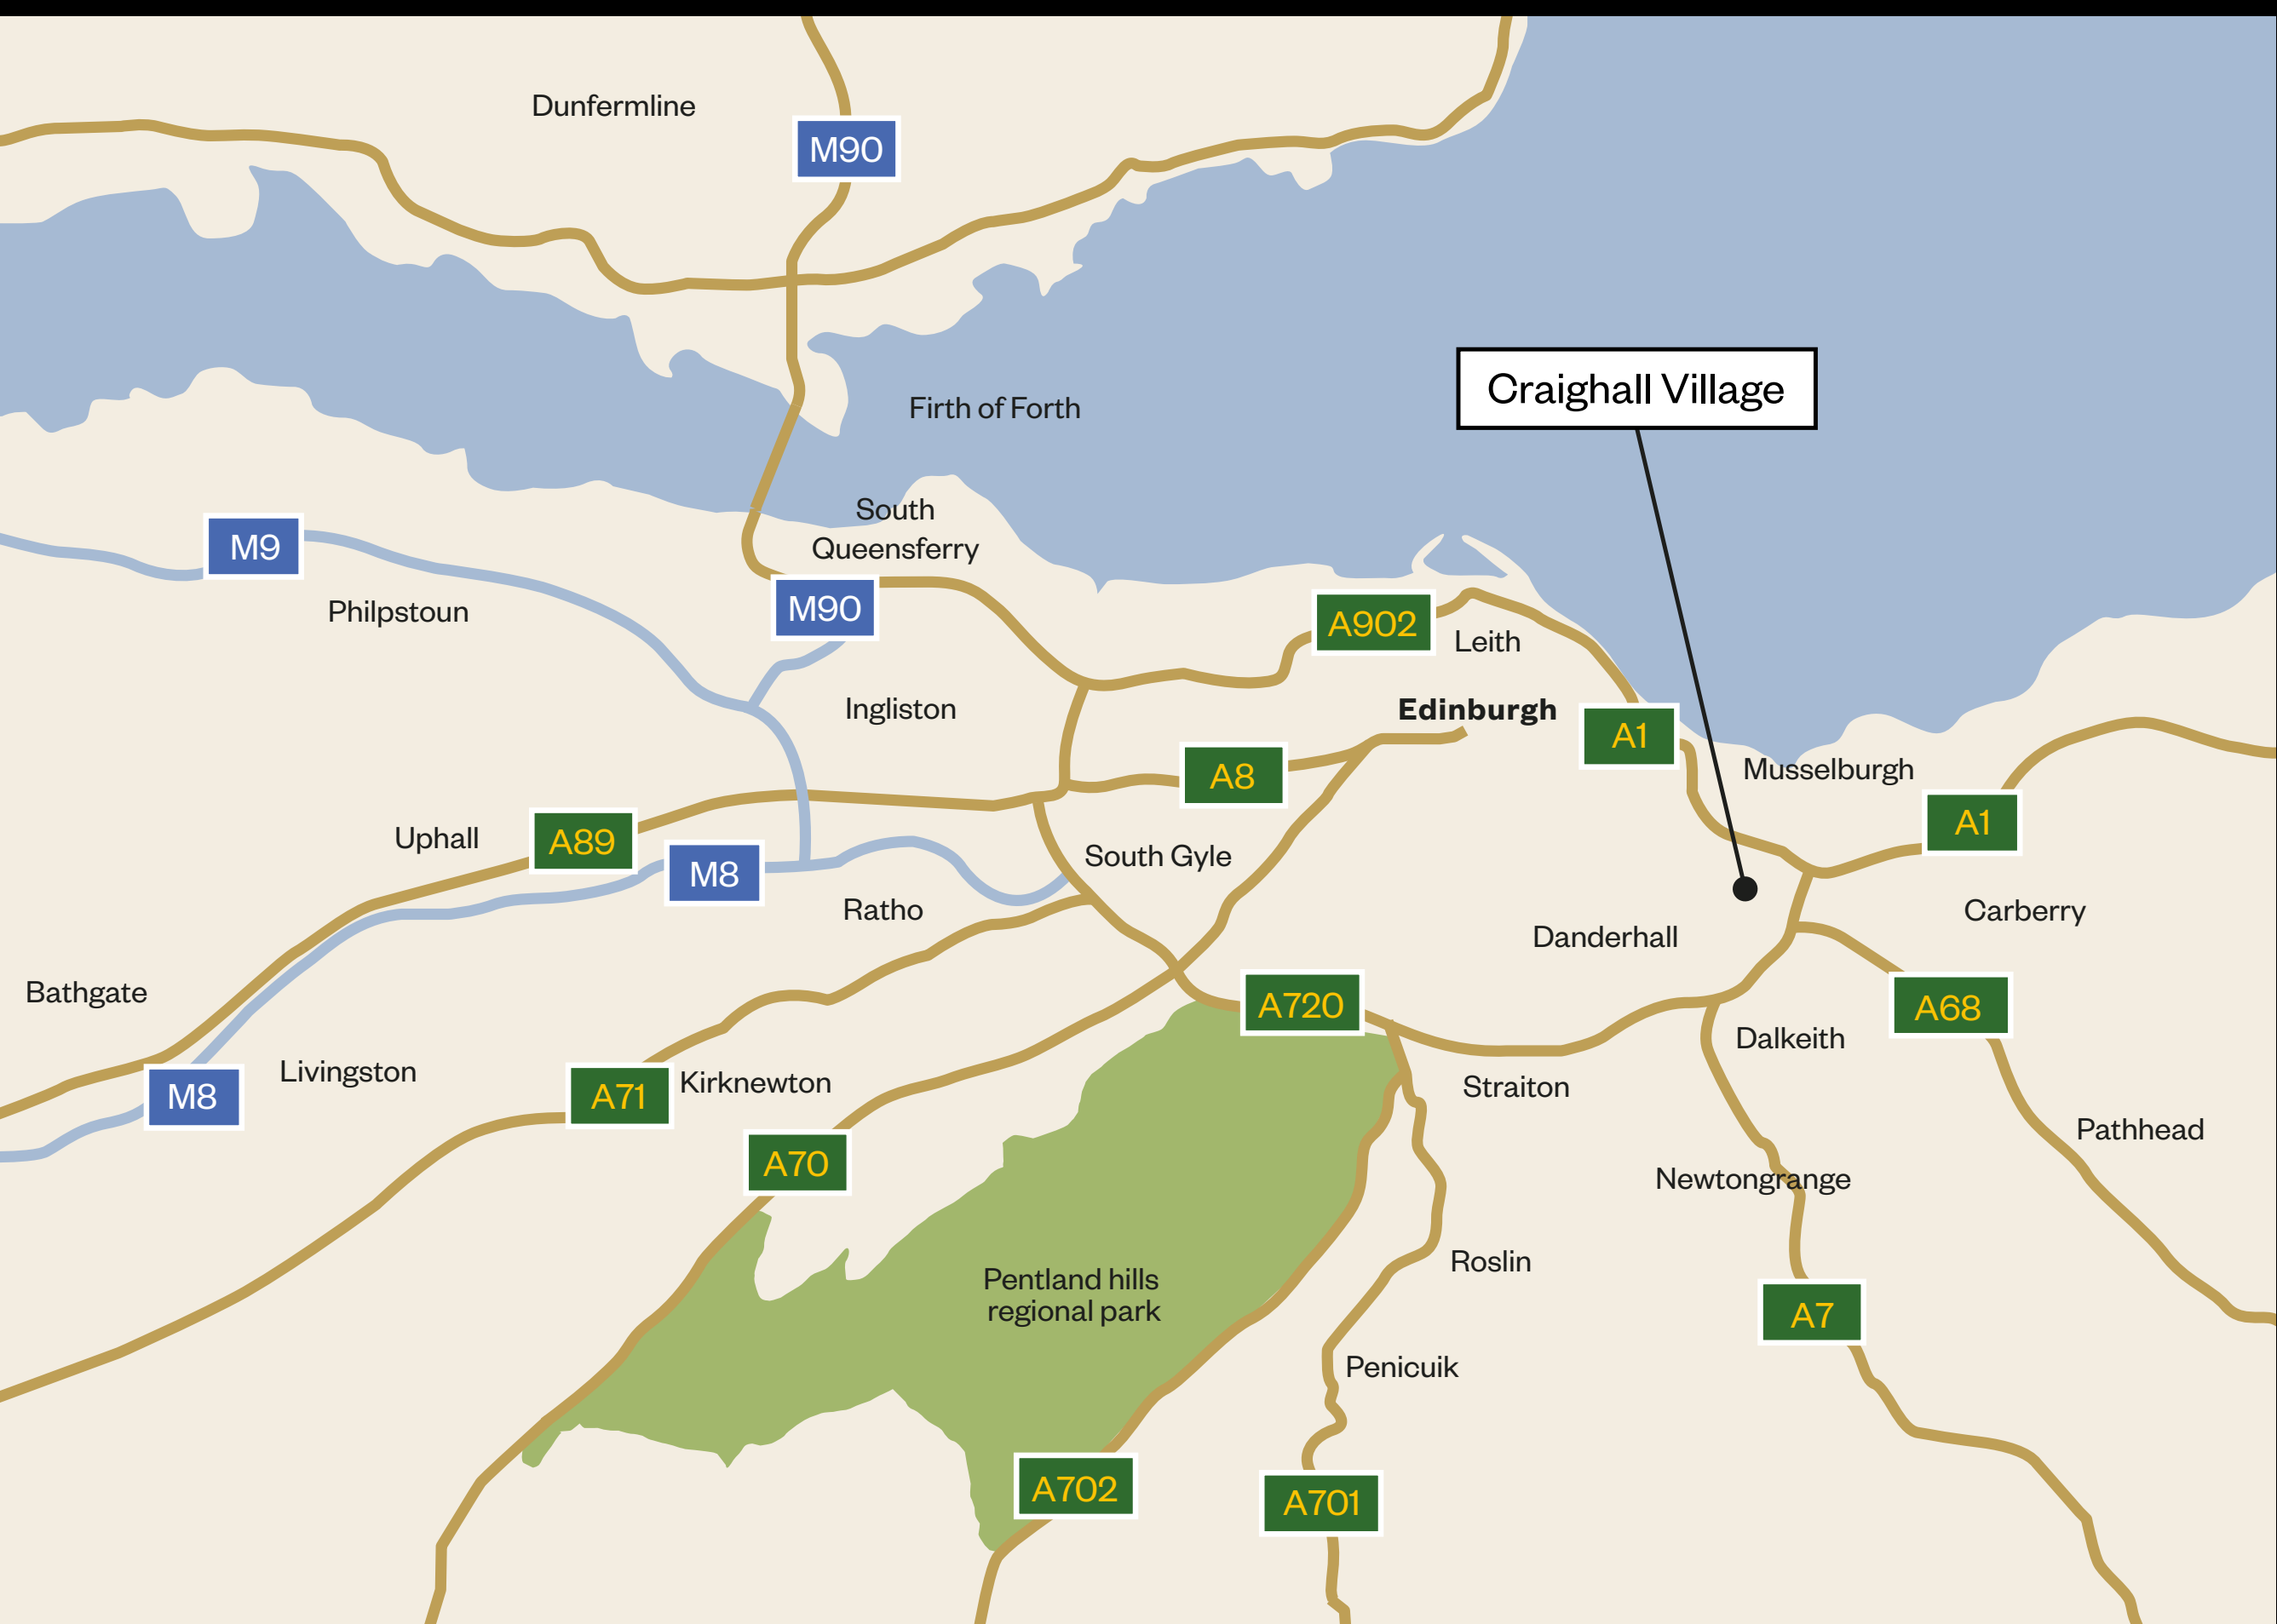 Dunfermline
M90
Craighall Village
Firth of Forth
South
Queensferry
M9
Philpstoun
M90
A902
Leith
Ingliston
Edinburgh
A1
A8
Musselburgh
A1
Uphall
A89
M8
South Gyle
Ratho
Carberry
Danderhall
Bathgate
A720
A68
Dalkeith
Livingston
M8
A71
Kirknewton
Straiton
Pathhead
A70
Newtongrange
Roslin
Pentland hills
regional park
A7
Penicuik
A702
A701